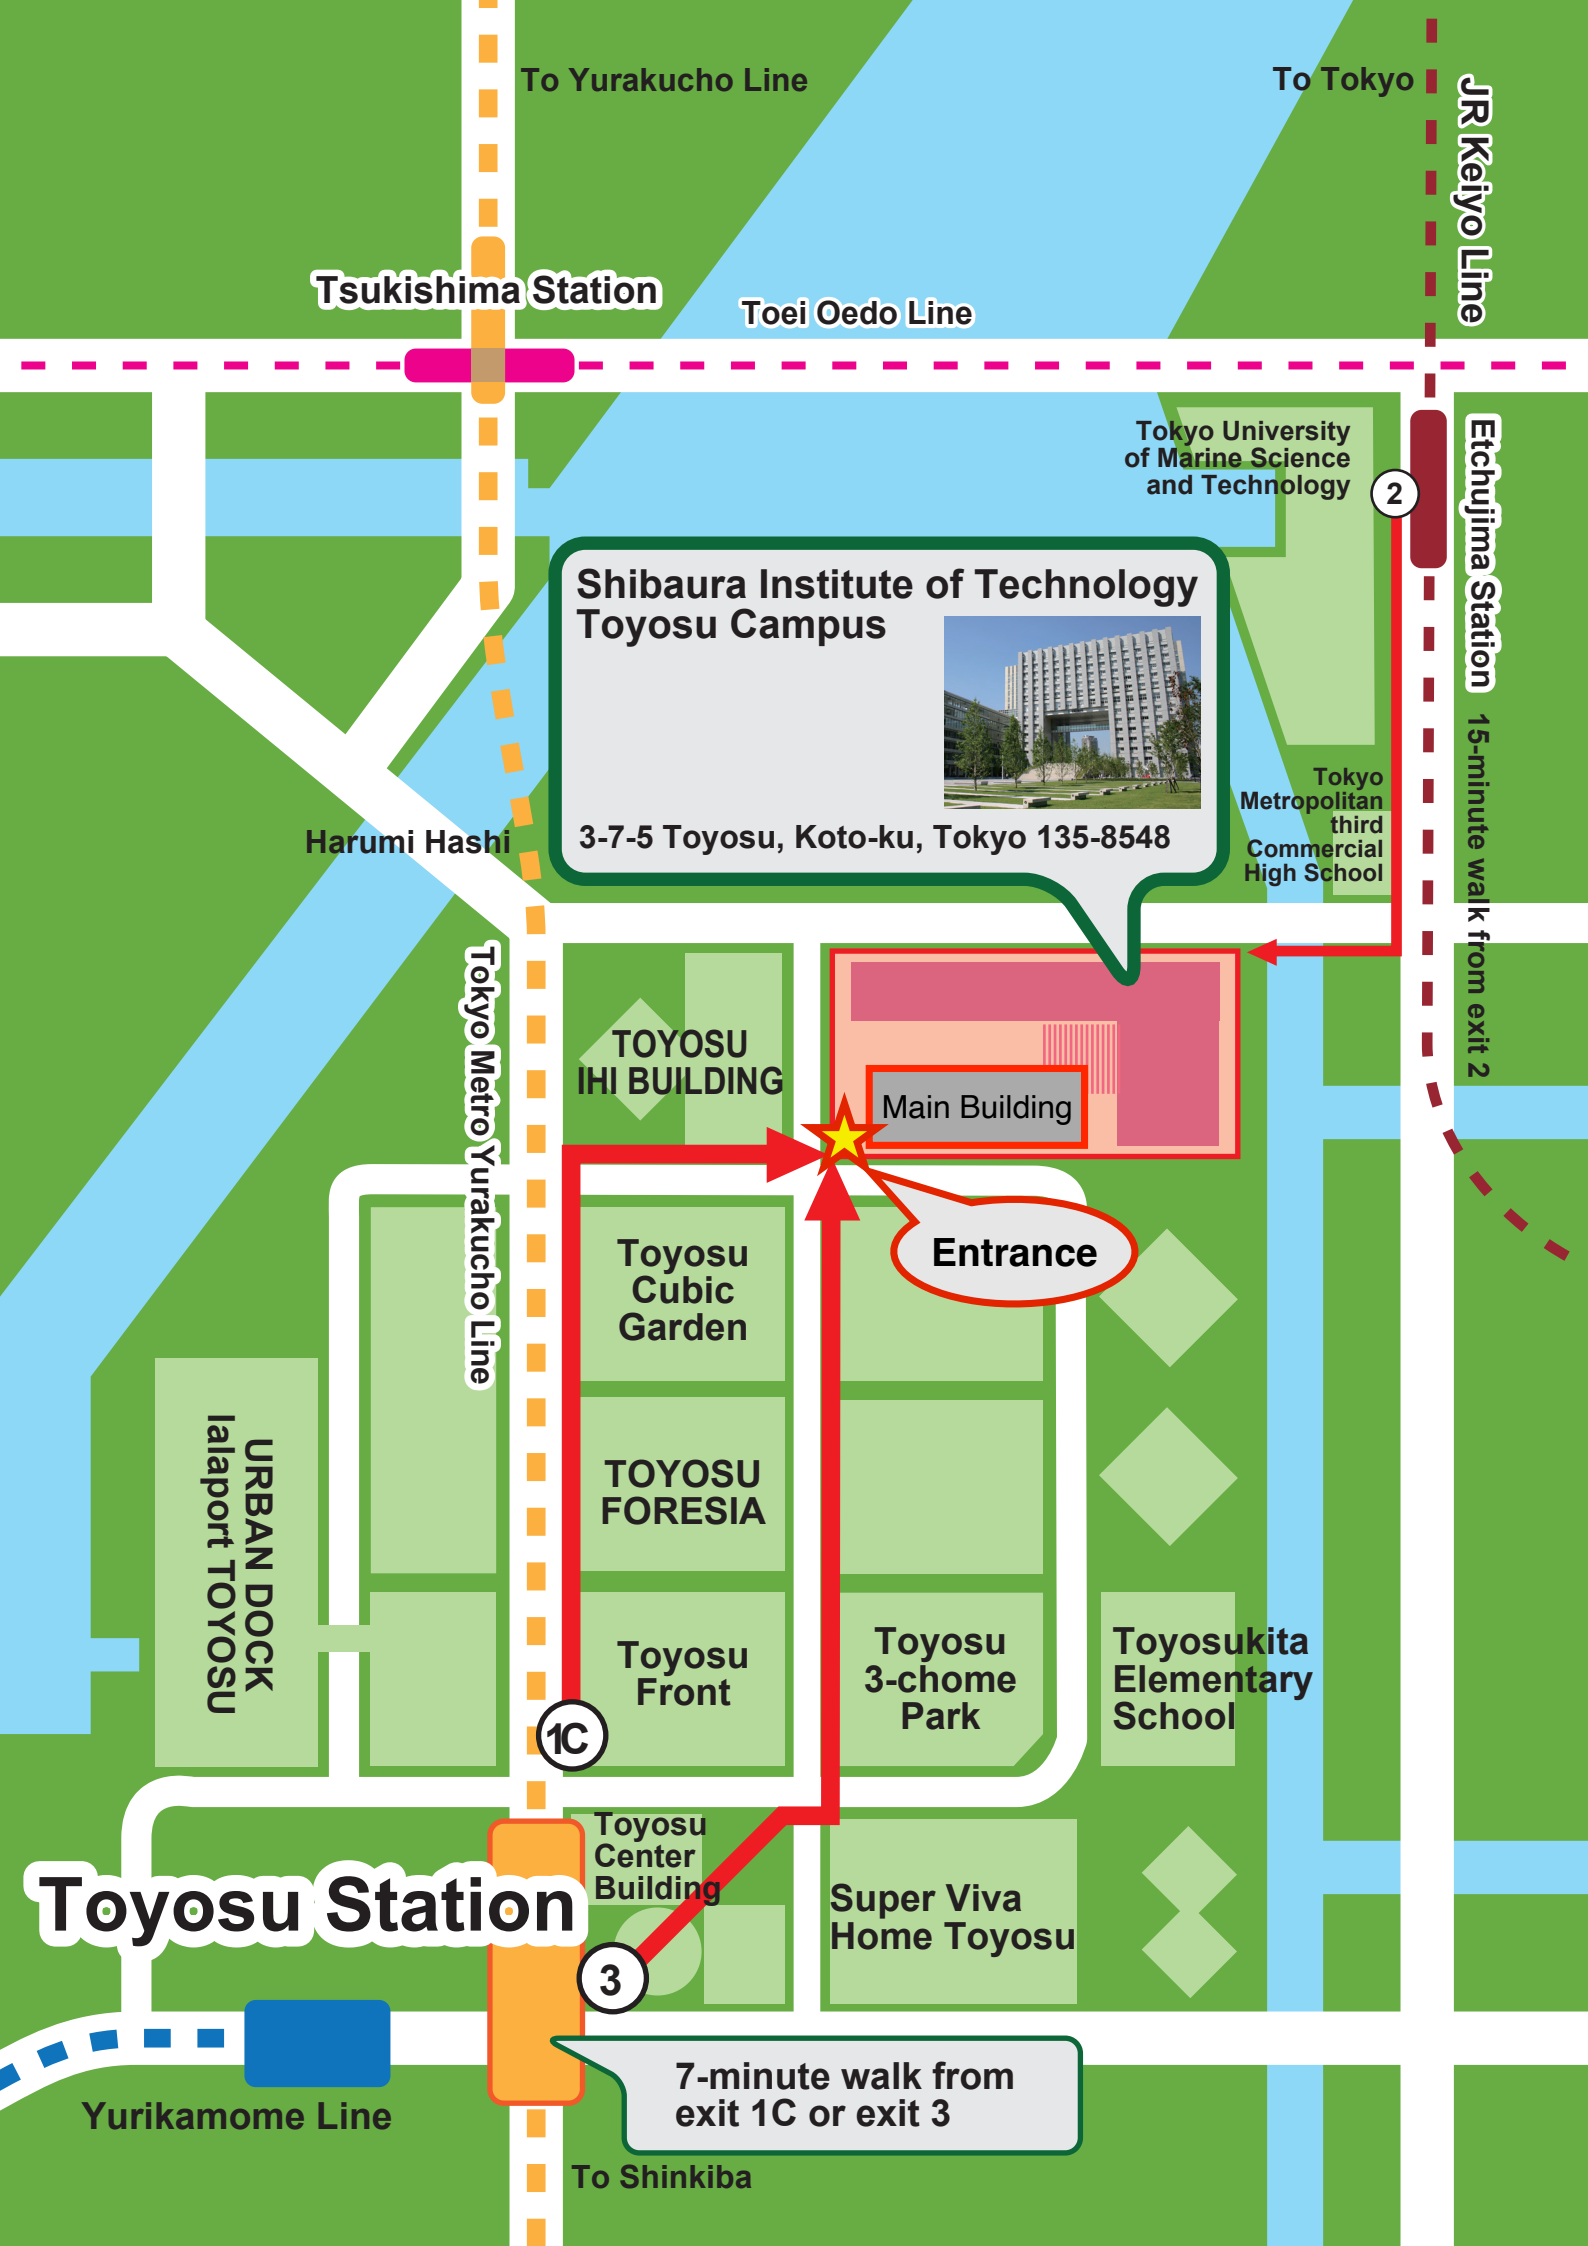 To Yurakucho Line
To Tokyo
JR Keiyo Line
Tsukishima Station
Toei Oedo Line
Tokyo University
of Marine Science
and Technology
2
Etchujima Station
15-minute walk from exit 2
Shibaura Institute of Technology
Toyosu Campus
3-7-5 Toyosu, Koto-ku, Tokyo 135-8548
Tokyo
Metropolitan
third
Commercial
High School
Harumi Hashi
Tokyo Metro Yurakucho Line
TOYOSU
IHI BUILDING
Main Building
Entrance
Toyosu
Cubic
Garden
TOYOSU
FORESIA
URBAN DOCK
lalaport TOYOSU
Toyosu
Front
Toyosu
3-chome
Park
Toyosukita
Elementary
School
1C
Toyosu
Center
Building
Toyosu Station
Super Viva
Home Toyosu
3
7-minute walk from
exit 1C or exit 3
Yurikamome Line
To Shinkiba